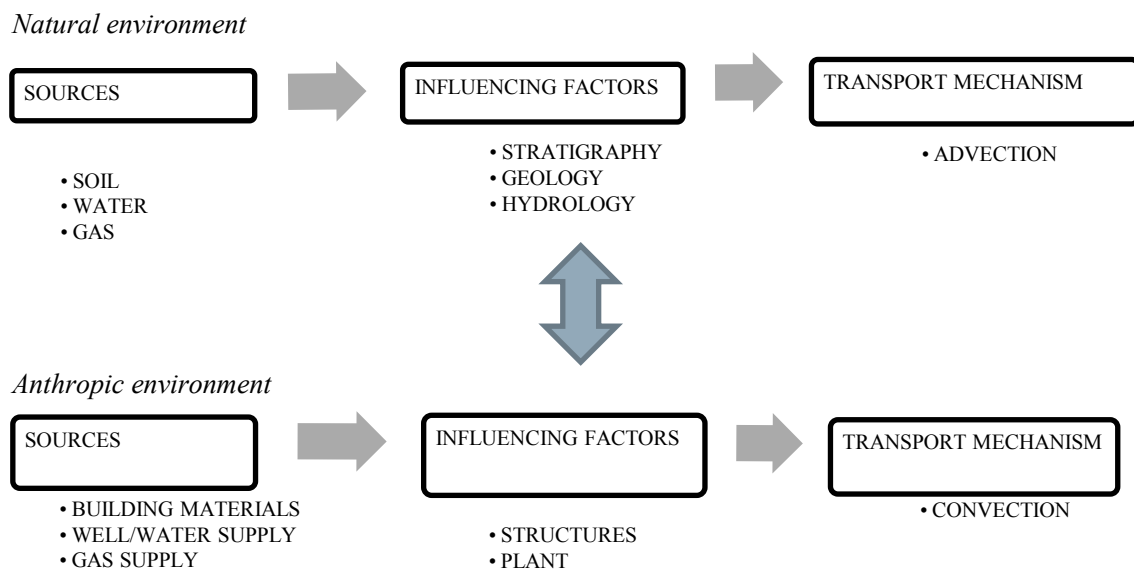 Natural environment
SOURCES
INFLUENCING FACTORS
TRANSPORT MECHANISM
• SOIL
• WATER
• GAS
• STRATIGRAPHY
• GEOLOGY
• HYDROLOGY
• ADVECTION
Anthropic environment
SOURCES
INFLUENCING FACTORS
TRANSPORT MECHANISM
• BUILDING MATERIALS
• WELL/WATER SUPPLY
• GAS SUPPLY
• STRUCTURES
• PLANT
• CONVECTION